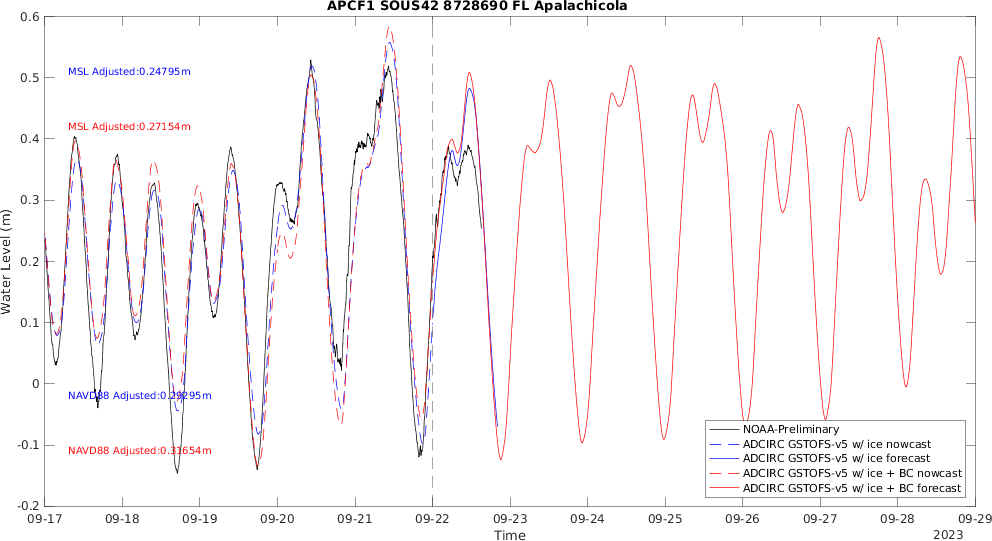 APCF1 SOUS42 8728690 FL Apalachicola
0.6
0.5
0.4
0.3
0.2
0.1
0
-0.1
-0.2
Water Level (m)
MSL Adjusted:0.24795m
MSL Adjusted:0.27154m
NAVD88 Adjusted:0.29295m
NAVD88 Adjusted:0.31654m
NOAA-Preliminary
ADCIRC GSTOFS-v5 w/ ice nowcast
ADCIRC GSTOFS-v5 w/ ice forecast
ADCIRC GSTOFS-v5 w/ ice + BC nowcast
ADCIRC GSTOFS-v5 w/ ice + BC forecast
09-17 09-18 09-19 09-20 09-21 09-22 09-23 09-24 09-25 09-26 09-27 09-28 09-29
Time
2023